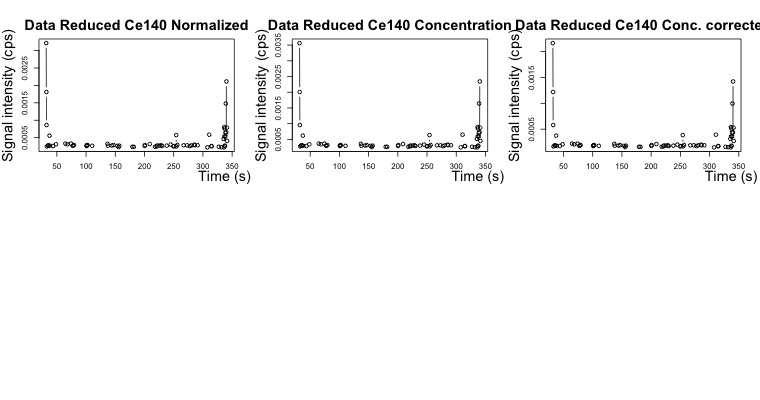 Data Reduced Ce140 Normalized
Signal intensity (cps)
0.0005
0.0015
0.0025
50 100 150 200 250 300 350
Time (s)
Data Reduced Ce140 Concentration
Signal intensity (cps)
0.0005
0.0015
0.0025
0.0035
50 100 150 200 250 300 350
Time (s)
Data Reduced Ce140 Conc. correcte
Signal intensity (cps)
0.0005
0.0015
50 100 150 200 250 300 350
Time (s)